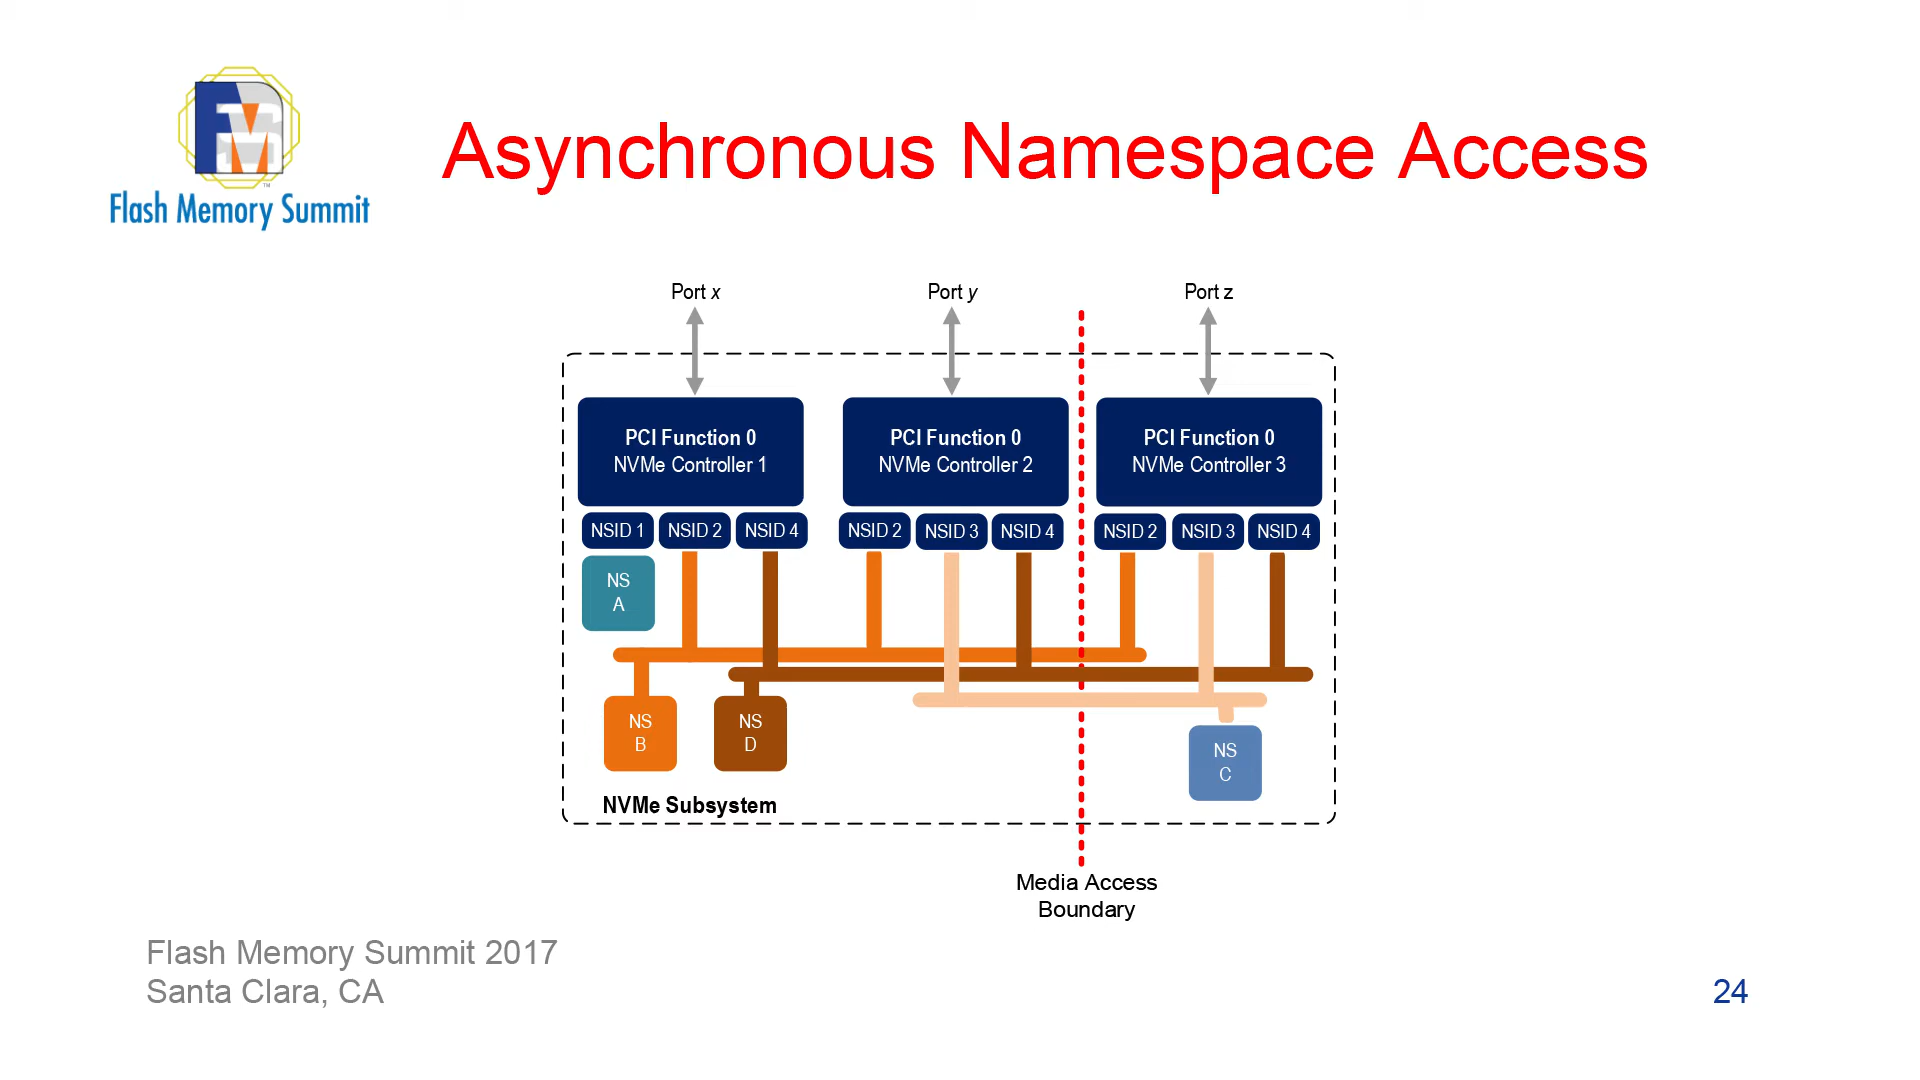 Flash Memory Summit
TM
Asynchronous Namespace Access
Port x
Port y
Port z
PCI Function 0
NVMe Controller 1
PCI Function 0
NVMe Controller 2
PCI Function 0
NVMe Controller 3
NSID 1
NSID 2
NSID 4
NSID 2
NSID 3
NSID 4
NSID 2
NSID 3
NSID 4
NS
A
NS
B
NS
D
NS
C
NVMe Subsystem
Media Access
Boundary
Flash Memory Summit 2017
Santa Clara, CA
24